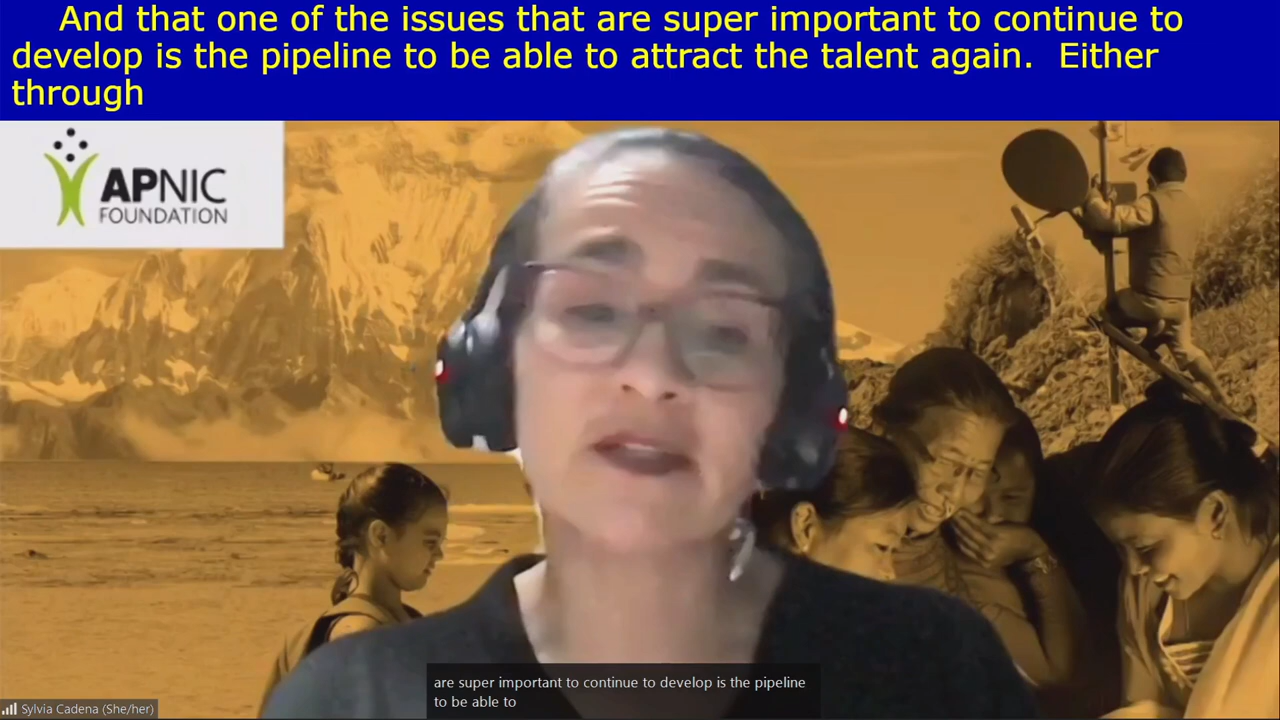 And that one of the issues that are super important to continue to
develop is the pipeline to be able to attract the talent again.  Either
through
APNIC
FOUNDATION
are super important to continue to develop is the pipeline
to be able to
Sylvia Cadena (She/her)